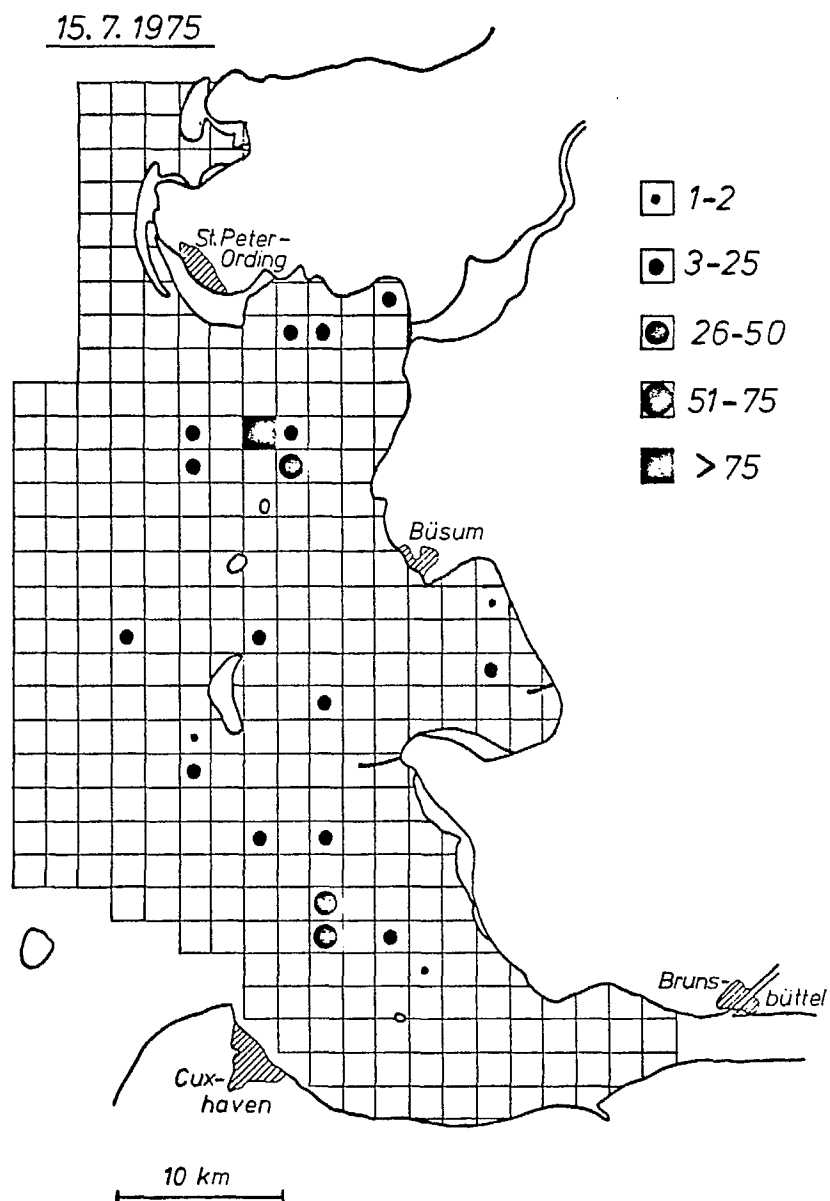 15.7.1975
St. Peter-
Ording
1-2
3-25
26-50
51-75
>75
Büsum
Bruns-
büttel
Cux-
haven
10 km